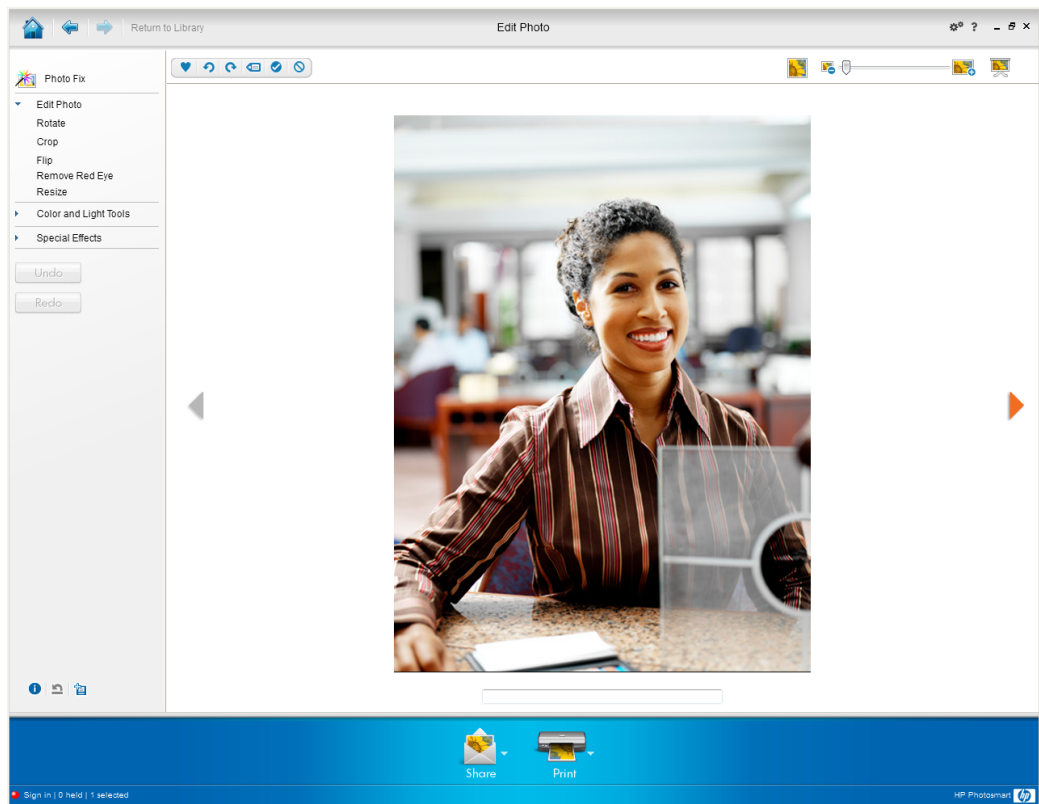 Return to Library
Edit Photo
?
Photo Fix
Edit Photo
Rotate
Crop
Flip
Remove Red Eye
Resize
Color and Light Tools
Special Effects
Undo
Redo
Share
Print
Sign in | 0 held | 1 selected
HP Photosmart
hp